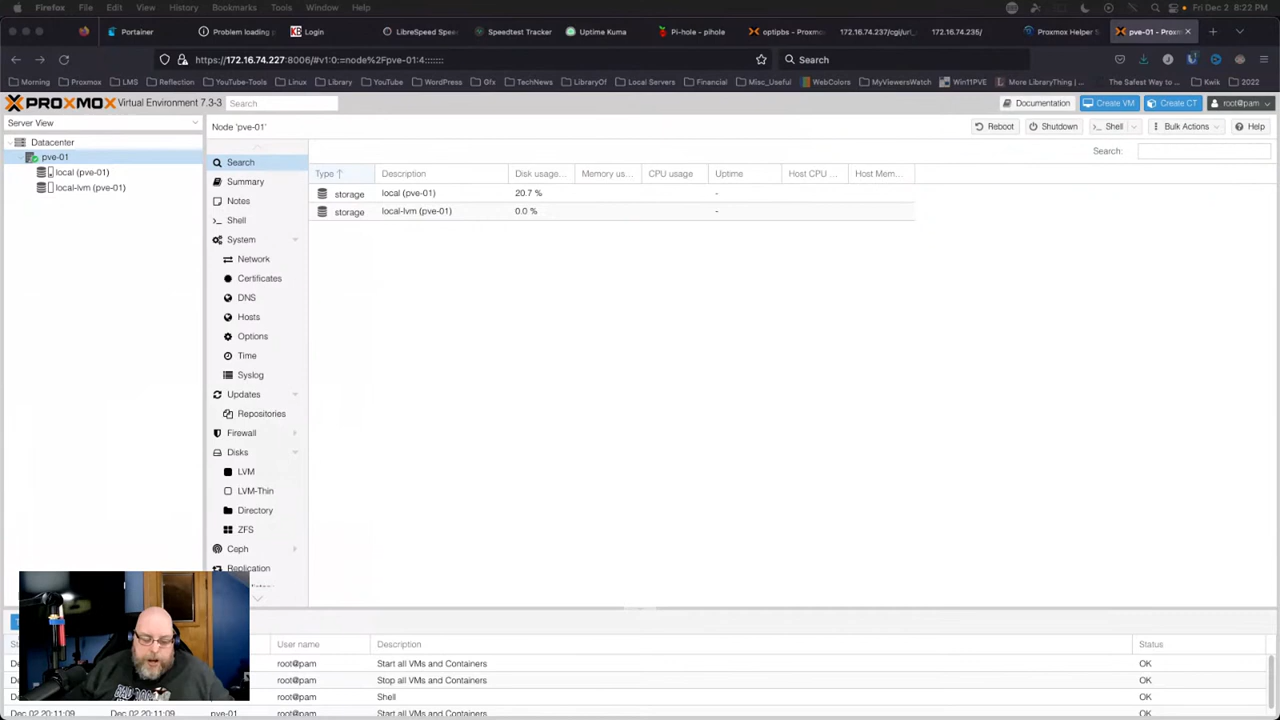 Firefox File Edit View History Bookmarks Tools Window Help
Fri Dec 2 8:22 PM
Portainer
Problem loading
Login
LibreSpeed Spee
Speedtest Tracker
Uptime Kuma
Pi-hole - pihole
optipbs - Proxmo
172.16.74.237/cgi/url_
172.16.74.235/
Proxmox Helper S
pve-01 - Proxm
https://172.16.74.227:8006/#v1:0:=node%2Fpve-01:4:::::::
Search
Morning Proxmox LMS Reflection YouTube-Tools Library YouTube WordPress Gfx TechNews LibraryOf Local Servers Financial Misc_Useful WebColors MyViewersWatch Win11PVE More LibraryThing | The Safest Way to ... Kwik 2022
PROXMOX Virtual Environment 7.3-3 Search
Documentation Create VM Create CT root@pam
Server View
Node 'pve-01'
Reboot Shutdown Shell Bulk Actions Help
Datacenter
pve-01
local (pve-01)
local-lvm (pve-01)
Search
Summary
Notes
Shell
System
Network
Certificates
DNS
Hosts
Options
Time
Syslog
Updates
Repositories
Firewall
Disks
LVM
LVM-Thin
Directory
ZFS
Ceph
Replication
Search:
Type Description Disk usage... Memory us... CPU usage Uptime Host CPU ... Host Mem...
storage local (pve-01) 20.7 % -
storage local-lvm (pve-01) 0.0 % -
User name Description Status
root@pam Start all VMs and Containers OK
root@pam Stop all VMs and Containers OK
root@pam Shell OK
Dec 02 20:11:09 Dec 02 20:11:09 pve-01 root@pam Start all VMs and Containers OK